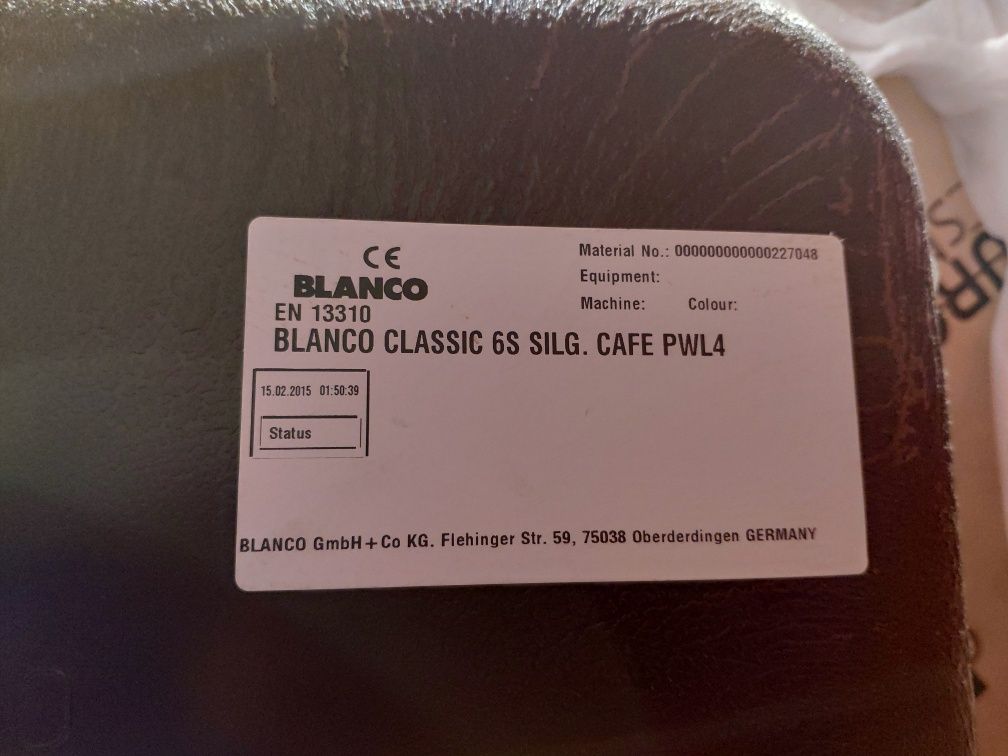 CE
BLANCO
EN 13310
BLANCO CLASSIC 6S SILG. CAFE PWL4
Material No.: 000000000000227048
Equipment:
Machine: Colour:
15.02.2015 01:50:39
Status
BLANCO GmbH+Co KG. Flehinger Str. 59, 75038 Oberderdingen GERMANY